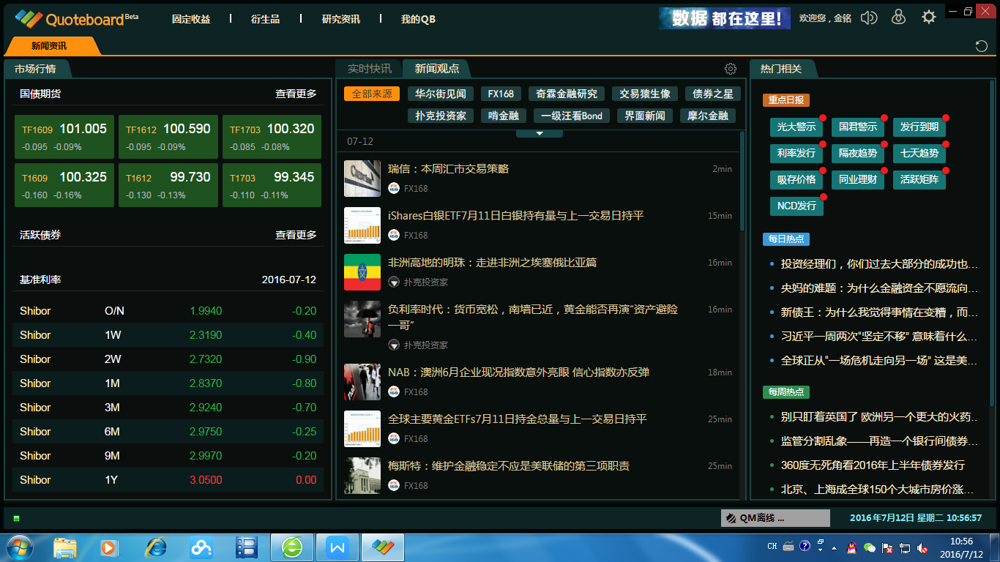 Quoteboard Beta
固定收益 | 衍生品 | 研究资讯 | 我的QB
数据 都在这里!
欢迎您，金铭
新闻资讯
市场行情
国债期货 查看更多
TF1609 101.005
-0.095 -0.09%
TF1612 100.590
-0.095 -0.09%
TF1703 100.320
-0.085 -0.08%
T1609 100.325
-0.160 -0.16%
T1612 99.730
-0.130 -0.13%
T1703 99.345
-0.110 -0.11%
活跃债券 查看更多
基准利率 2016-07-12
Shibor O/N 1.9940 -0.20
Shibor 1W 2.3190 -0.40
Shibor 2W 2.7320 -0.90
Shibor 1M 2.8370 -0.80
Shibor 3M 2.9240 -0.70
Shibor 6M 2.9750 -0.25
Shibor 9M 2.9970 -0.20
Shibor 1Y 3.0500 0.00
实时快讯 新闻观点
全部来源 华尔街见闻 FX168 奇霖金融研究 交易猿生像 债券之星
扑克投资家 啃金融 一级汪看Bond 界面新闻 摩尔金融
07-12
瑞信：本周汇市交易策略 2min
FX168
iShares白银ETF7月11日白银持有量与上一交易日持平 15min
FX168
非洲高地的明珠：走进非洲之埃塞俄比亚篇 16min
扑克投资家
负利率时代：货币宽松，南墙已近，黄金能否再演“资产避险 16min
一哥”
扑克投资家
NAB：澳洲6月企业现况指数意外亮眼 信心指数亦反弹 18min
FX168
全球主要黄金ETFs7月11日持金总量与上一交易日持平 25min
FX168
梅斯特：维护金融稳定不应是美联储的第三项职责 25min
FX168
热门相关
重点日报
光大警示 国君警示 发行到期
利率发行 隔夜趋势 七天趋势
吸存价格 同业理财 活跃矩阵
NCD发行
每日热点
投资经理们，你们过去大部分的成功也...
央妈的难题：为什么金融资金不愿流向...
新债王：为什么我觉得事情在变糟，而...
习近平一周两次“坚定不移” 意味着什么...
全球正从“一场危机走向另一场” 这是美...
每周热点
别只盯着英国了 欧洲另一个更大的火药..
监管分割乱象——再造一个银行间债券...
360度无死角看2016年上半年债券发行
北京、上海成全球150个大城市房价涨...
QM离线 ...
2016年7月12日 星期二 10:56:57
CH
10:56
2016/7/12